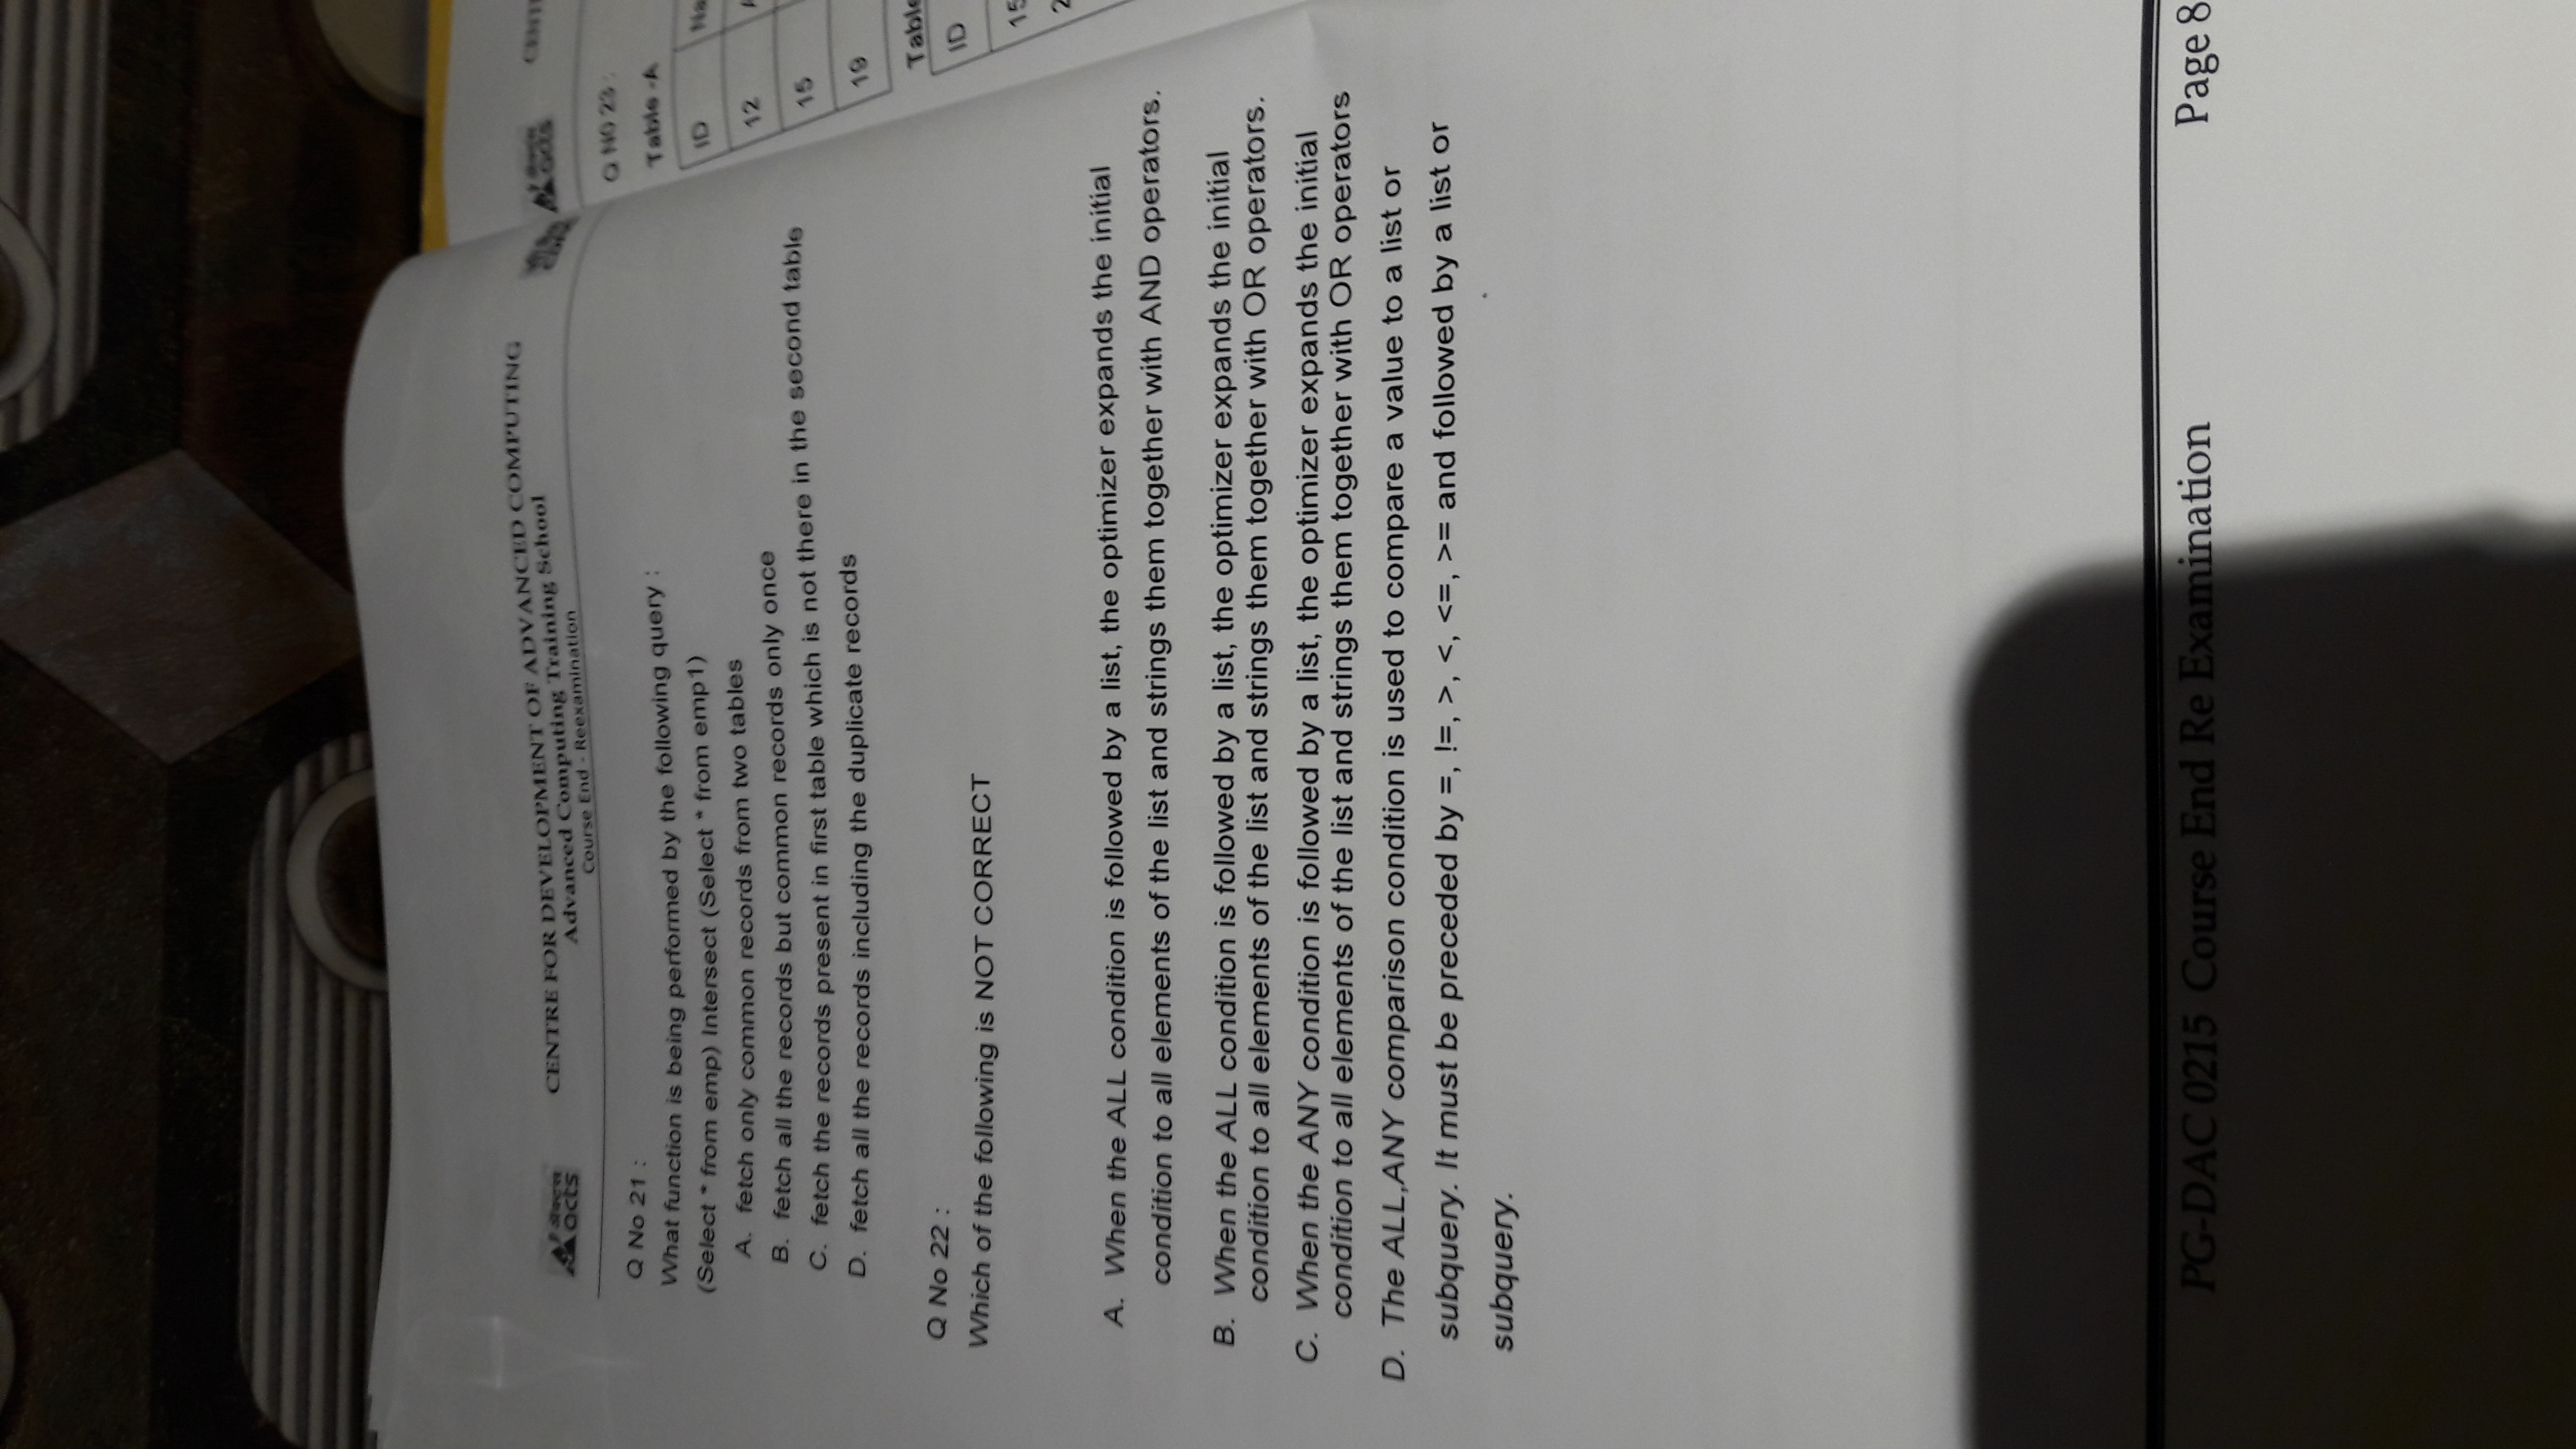 ऐक्टस
acts
CENTRE FOR DEVELOPMENT OF ADVANCED COMPUTING
Advanced Computing Training School
Course End - Reexamination
Q No 21 :
What function is being performed by the following query :
(Select * from emp) Intersect (Select * from emp1)
A. fetch only common records from two tables
B. fetch all the records but common records only once
C. fetch the records present in first table which is not there in the second table
D. fetch all the records including the duplicate records
Q No 22 :
Which of the following is NOT CORRECT
A. When the ALL condition is followed by a list, the optimizer expands the initial
condition to all elements of the list and strings them together with AND operators.
B. When the ALL condition is followed by a list, the optimizer expands the initial
condition to all elements of the list and strings them together with OR operators.
C. When the ANY condition is followed by a list, the optimizer expands the initial
condition to all elements of the list and strings them together with OR operators
D. The ALL,ANY comparison condition is used to compare a value to a list or
subquery. It must be preceded by =, !=, >, <, <=, >= and followed by a list or
subquery.
PG-DAC 0215 Course End Re Examination
Page 8
acts
CENT
Q NO 23 :
Table -A
ID
Na
12
15
19
Table
ID
15
2